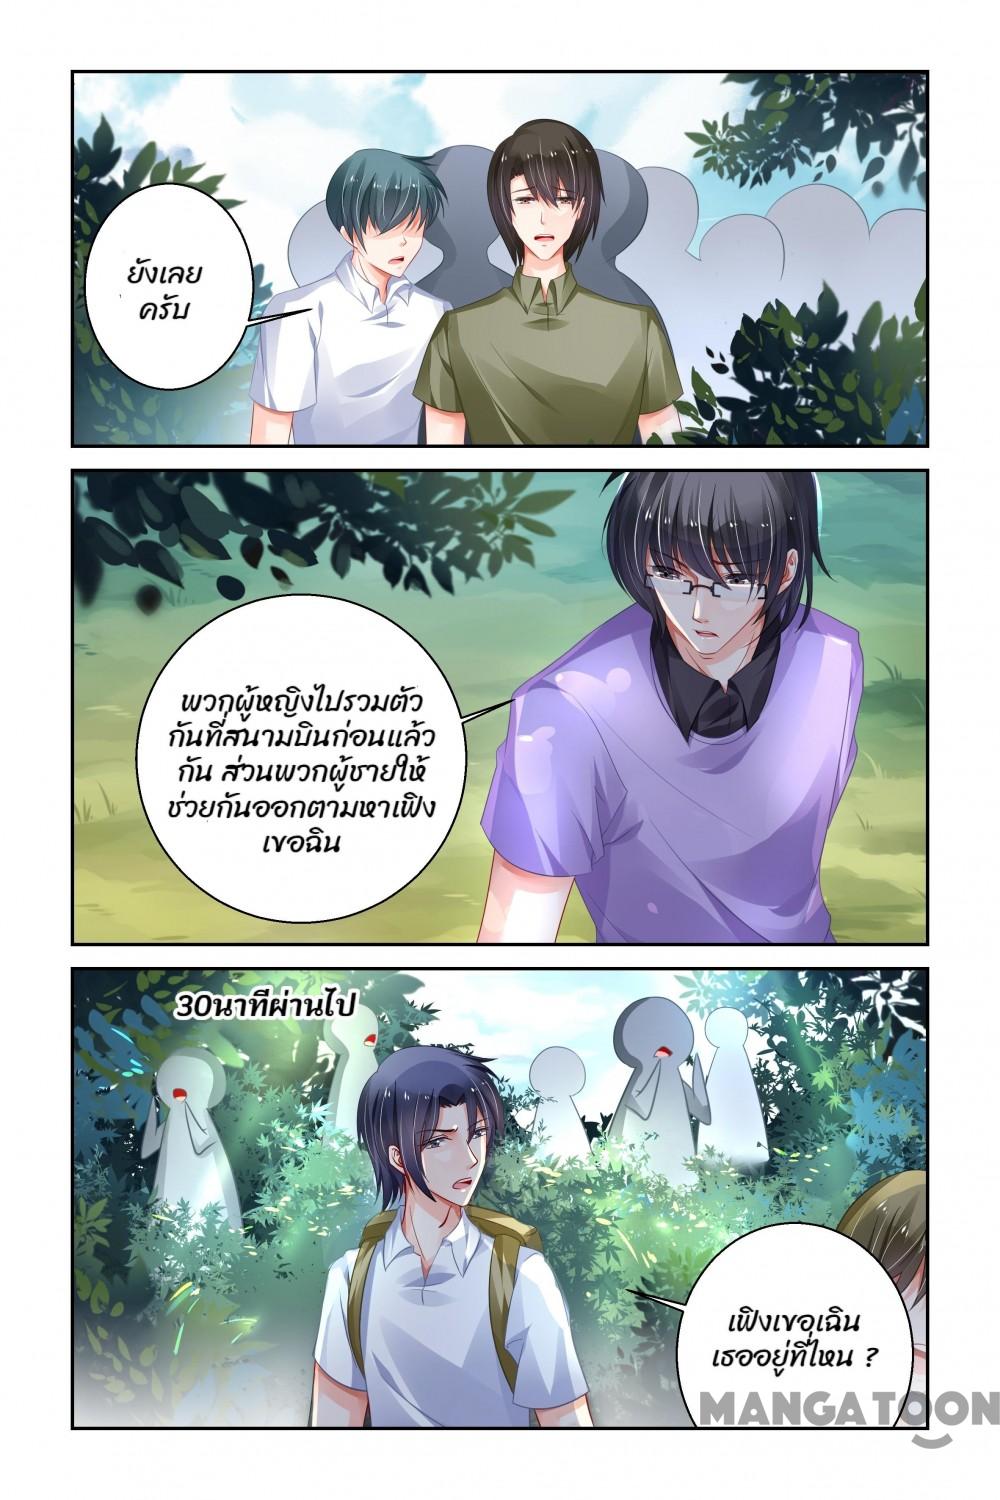 ยังเลย
ครับ
พวกผู้หญิงไปรวมตัว
กันที่สนามบินก่อนแล้ว
กัน ส่วนพวกผู้ชายให้
ช่วยกันออกตามหาเฟิง
เขอฉิน
30นาทีผ่านไป
เฟิงเขอเฉิน
เธออยู่ที่ไหน ?
MANGATOON